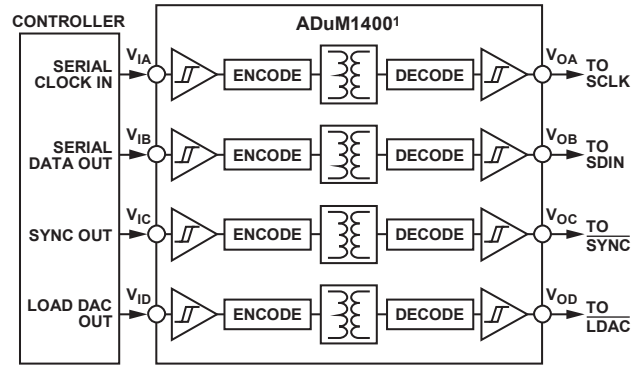 CONTROLLER
ADuM1400¹
SERIAL
CLOCK IN
V_IA
ENCODE
DECODE
V_OA
TO
SCLK
SERIAL
DATA OUT
V_IB
ENCODE
DECODE
V_OB
TO
SDIN
SYNC OUT
V_IC
ENCODE
DECODE
V_OC
TO
SYNC
LOAD DAC
OUT
V_ID
ENCODE
DECODE
V_OD
TO
LDAC